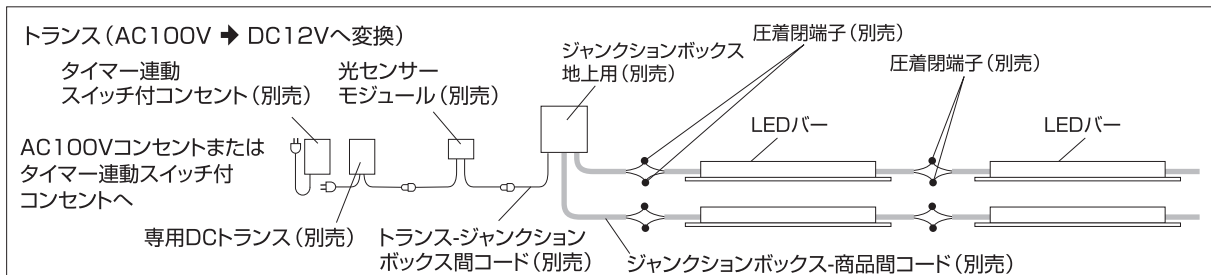 トランス（AC100V ➡ DC12Vへ変換）
タイマー連動
スイッチ付コンセント（別売）
光センサー
モジュール（別売）
ジャンクションボックス
地上用（別売）
圧着閉端子（別売）
圧着閉端子（別売）
LEDバー
LEDバー
AC100Vコンセントまたは
タイマー連動スイッチ付
コンセントへ
専用DCトランス（別売）
トランス-ジャンクション
ボックス間コード（別売）
ジャンクションボックス-商品間コード（別売）